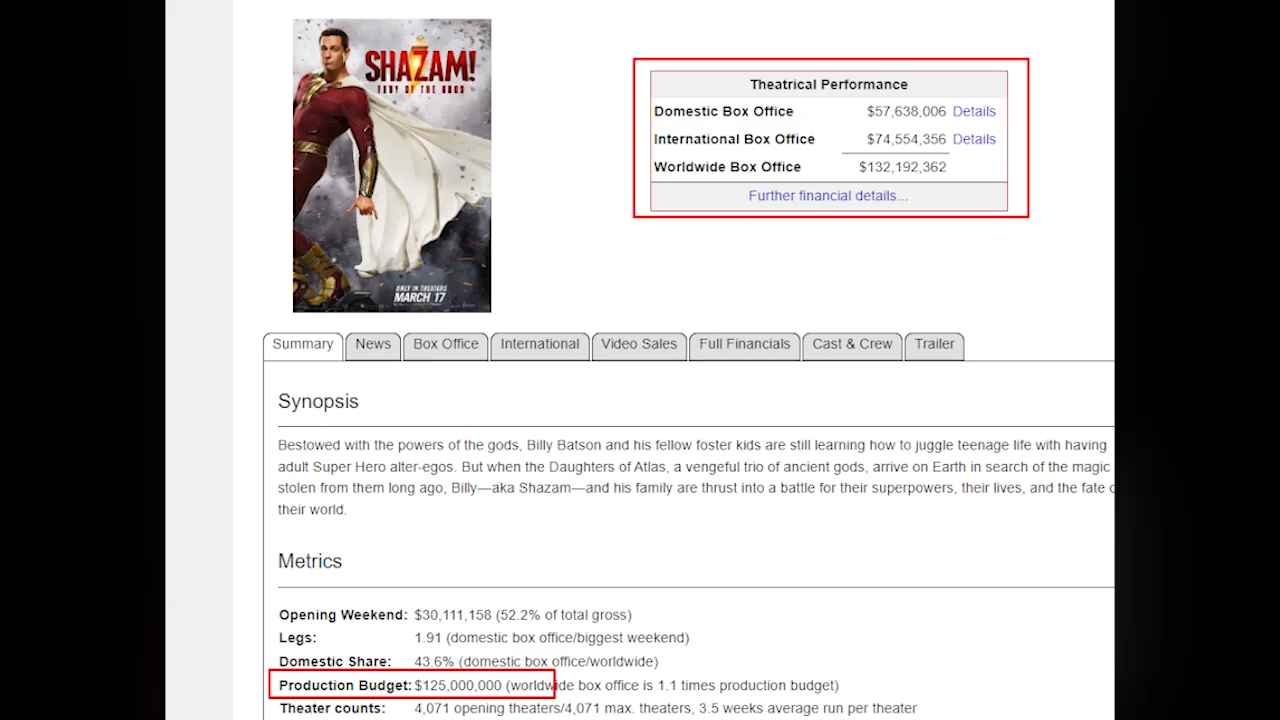 SHAZAM!
FURY OF THE GODS
ONLY IN THEATERS
MARCH 17
Theatrical Performance
Domestic Box Office $57,638,006 Details
International Box Office $74,554,356 Details
Worldwide Box Office $132,192,362
Further financial details...
Summary News Box Office International Video Sales Full Financials Cast & Crew Trailer
Synopsis
Bestowed with the powers of the gods, Billy Batson and his fellow foster kids are still learning how to juggle teenage life with having
adult Super Hero alter-egos. But when the Daughters of Atlas, a vengeful trio of ancient gods, arrive on Earth in search of the magic
stolen from them long ago, Billy—aka Shazam—and his family are thrust into a battle for their superpowers, their lives, and the fate
their world.
Metrics
Opening Weekend: $30,111,158 (52.2% of total gross)
Legs: 1.91 (domestic box office/biggest weekend)
Domestic Share: 43.6% (domestic box office/worldwide)
Production Budget: $125,000,000 (worldwide box office is 1.1 times production budget)
Theater counts: 4,071 opening theaters/4,071 max. theaters, 3.5 weeks average run per theater